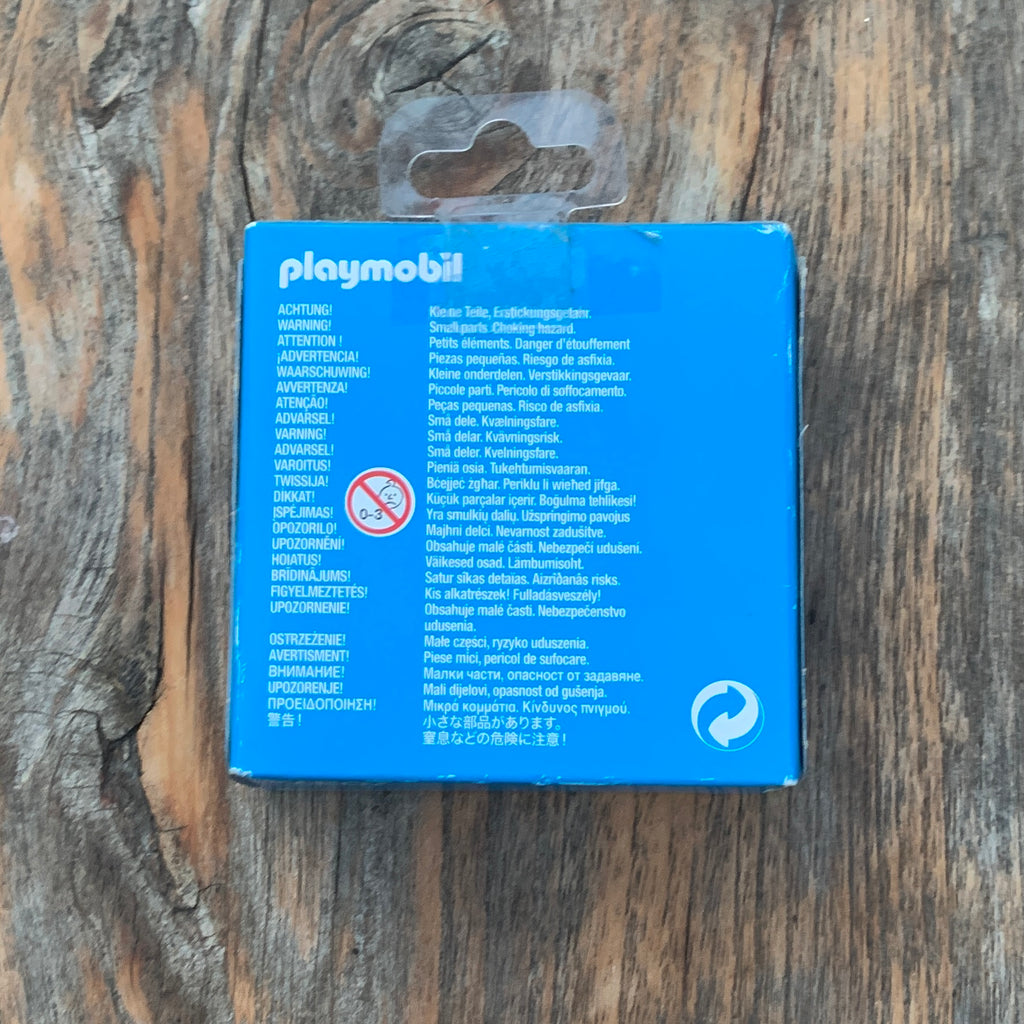 playmobil
ACHTUNG! Kleine Teile, Erstickungsgefahr.
WARNING! Small parts. Choking hazard.
ATTENTION ! Petits éléments. Danger d'étouffement
¡ADVERTENCIA! Piezas pequeñas. Riesgo de asfixia.
WAARSCHUWING! Kleine onderdelen. Verstikkingsgevaar.
AVVERTENZA! Piccole parti. Pericolo di soffocamento.
ATENÇÃO! Peças pequenas. Risco de asfixia.
ADVARSEL! Små dele. Kvælningsfare.
VARNING! Små delar. Kvävningsrisk.
ADVARSEL! Små deler. Kvelningsfare.
VAROITUS! Pieniä osia. Tukehtumisvaaran.
TWISSIJA! Bċejjeċ żgħar. Periklu li wieħed jifga.
DIKKAT! Küçük parçalar içerir. Boğulma tehlikesi!
ĮSPĖJIMAS! Yra smulkių dalių. Užspringimo pavojus
OPOZORILO! Majhni delci. Nevarnost zadušitve.
UPOZORNĚNÍ! Obsahuje malé části. Nebezpečí udušení.
HOIATUS! Väikesed osad. Lämbumisoht.
BRĪDINĀJUMS! Satur sīkas detaļas. Aizrīšanās risks.
FIGYELMEZTETÉS! Kis alkatrészek! Fulladásveszély!
UPOZORNENIE! Obsahuje malé časti. Nebezpečenstvo
udusenia.
OSTRZEŻENIE! Małe części, ryzyko uduszenia.
AVERTISMENT! Piese mici, pericol de sufocare.
ВНИМАНИЕ! Малки части, опасност от задавяне.
UPOZORENJE! Mali dijelovi, opasnost od gušenja.
ΠΡΟΕΙΔΟΠΟΙΗΣΗ! Μικρά κομμάτια. Κίνδυνος πνιγμού.
警告! 小さな部品があります。
窒息などの危険に注意!
0-3